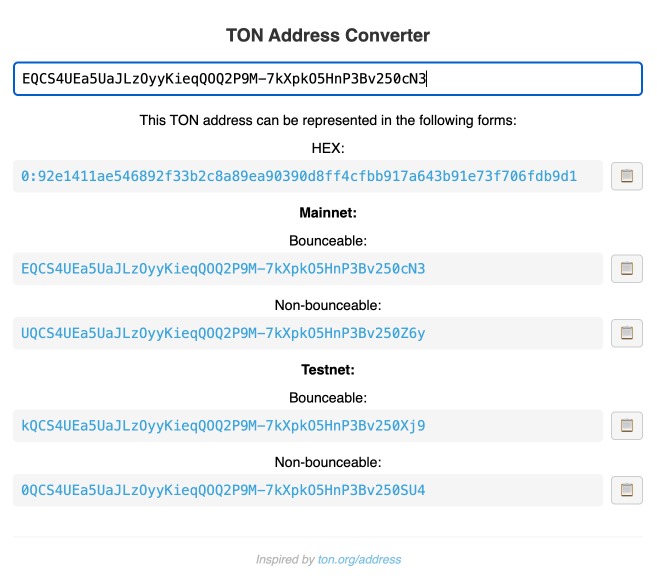 TON Address Converter
EQCS4UEa5UaJLzOyyKieqQOQ2P9M-7kXpkO5HnP3Bv250cN3
This TON address can be represented in the following forms:
HEX:
0:92e1411ae546892f33b2c8a89ea90390d8ff4cfbb917a643b91e73f706fdb9d1
Mainnet:
Bounceable:
EQCS4UEa5UaJLzOyyKieqQOQ2P9M-7kXpkO5HnP3Bv250cN3
Non-bounceable:
UQCS4UEa5UaJLzOyyKieqQOQ2P9M-7kXpkO5HnP3Bv250Z6y
Testnet:
Bounceable:
kQCS4UEa5UaJLzOyyKieqQOQ2P9M-7kXpkO5HnP3Bv250Xj9
Non-bounceable:
0QCS4UEa5UaJLzOyyKieqQOQ2P9M-7kXpkO5HnP3Bv250SU4
Inspired by ton.org/address